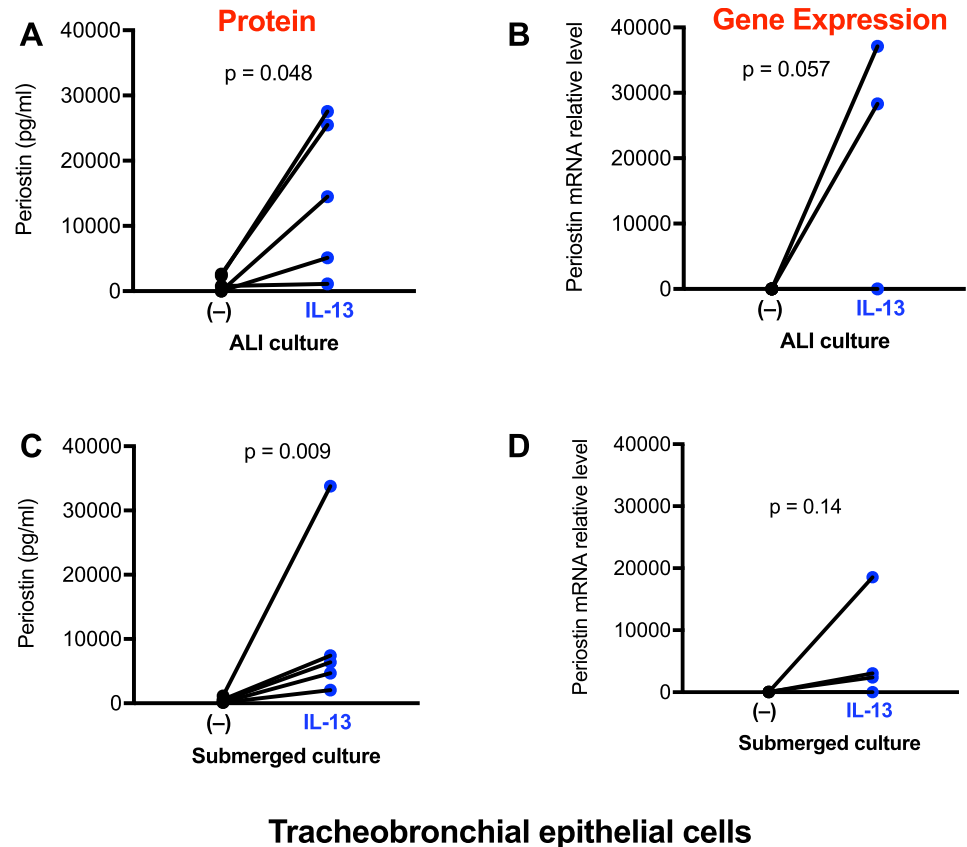 A
Protein
40000
30000
20000
10000
0
Periostin (pg/ml)
p = 0.048
(–)
IL-13
ALI culture
B
Gene Expression
40000
30000
20000
10000
0
Periostin mRNA relative level
p = 0.057
(–)
IL-13
ALI culture
C
40000
30000
20000
10000
0
Periostin (pg/ml)
p = 0.009
(–)
IL-13
Submerged culture
D
40000
30000
20000
10000
0
Periostin mRNA relative level
p = 0.14
(–)
IL-13
Submerged culture
Tracheobronchial epithelial cells